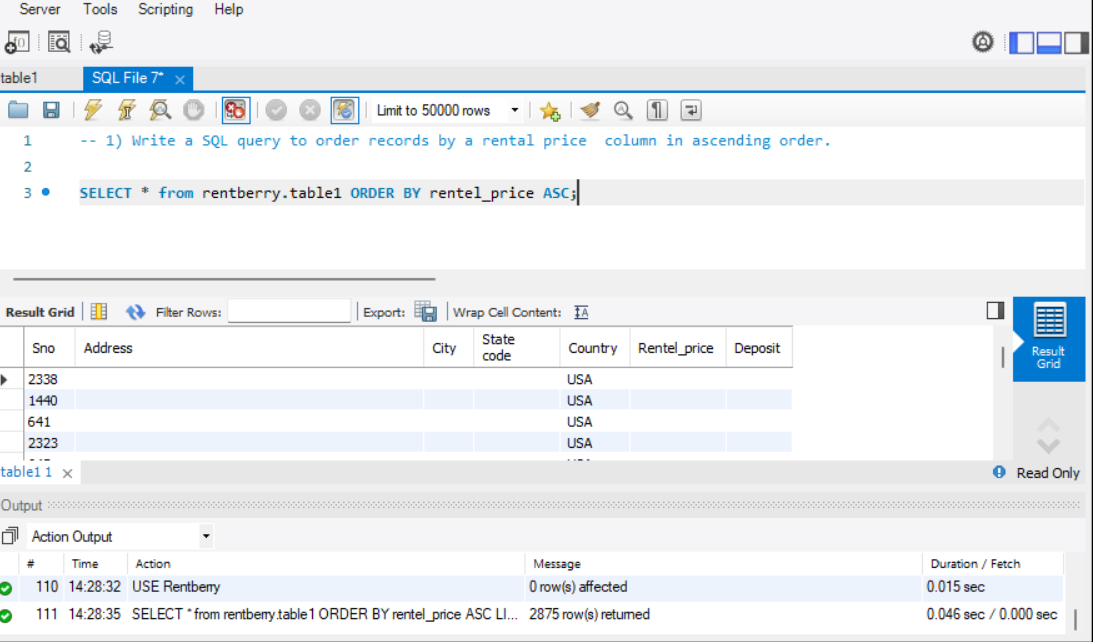 Server Tools Scripting Help
table1 SQL File 7* ×
Limit to 50000 rows
1 -- 1) Write a SQL query to order records by a rental price  column in ascending order.
2
3 SELECT * from rentberry.table1 ORDER BY rentel_price ASC;
Result Grid Filter Rows: Export: Wrap Cell Content:
Sno Address City State code Country Rentel_price Deposit
Result Grid
2338 USA
1440 USA
641 USA
2323 USA
table1 1 × Read Only
Output
Action Output
# Time Action Message Duration / Fetch
110 14:28:32 USE Rentberry 0 row(s) affected 0.015 sec
111 14:28:35 SELECT * from rentberry.table1 ORDER BY rentel_price ASC LI... 2875 row(s) returned 0.046 sec / 0.000 sec